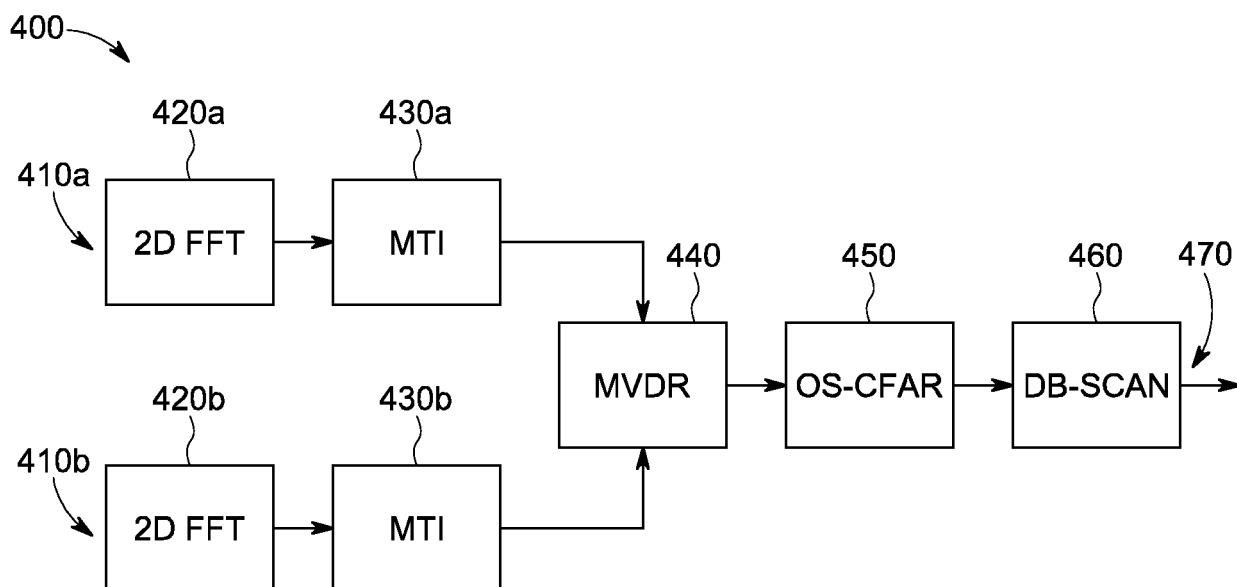 400
420a
430a
410a
2D FFT
MTI
440
450
460
470
MVDR
OS-CFAR
DB-SCAN
420b
430b
410b
2D FFT
MTI